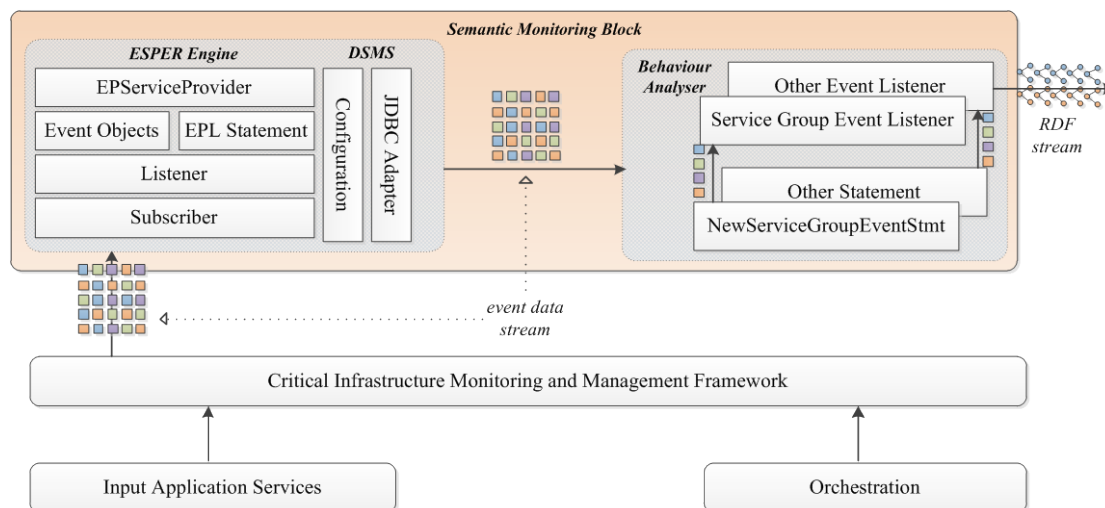 Semantic Monitoring Block
ESPER Engine
DSMS
EPServiceProvider
Event Objects
EPL Statement
Listener
Subscriber
Configuration
JDBC Adapter
Behaviour
Analyser
Other Event Listener
Service Group Event Listener
Other Statement
NewServiceGroupEventStmt
RDF
stream
event data
stream
Critical Infrastructure Monitoring and Management Framework
Input Application Services
Orchestration